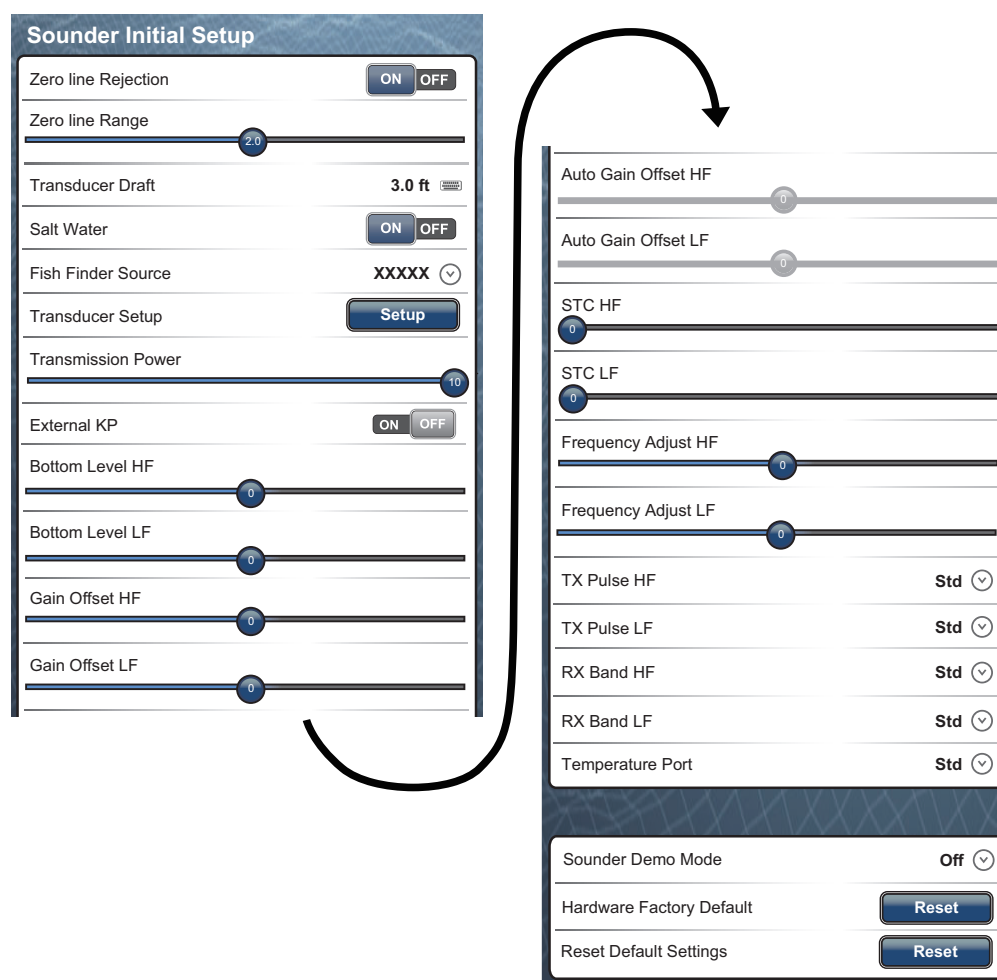 Sounder Initial Setup
Zero line Rejection ON OFF
Zero line Range
2.0
Transducer Draft 3.0 ft
Salt Water ON OFF
Fish Finder Source XXXXX
Transducer Setup Setup
Transmission Power
10
External KP ON OFF
Bottom Level HF
0
Bottom Level LF
0
Gain Offset HF
0
Gain Offset LF
0
Auto Gain Offset HF
0
Auto Gain Offset LF
0
STC HF
0
STC LF
0
Frequency Adjust HF
0
Frequency Adjust LF
0
TX Pulse HF Std
TX Pulse LF Std
RX Band HF Std
RX Band LF Std
Temperature Port Std
Sounder Demo Mode Off
Hardware Factory Default Reset
Reset Default Settings Reset